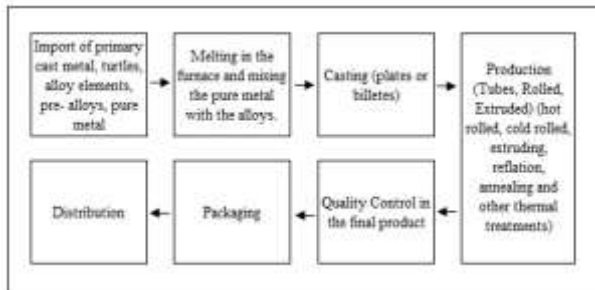 Import of primary
cast metal, turtles,
alloy elements,
pre- alloys, pure
metal
Melting in the
furnace and mixing
the pure metal
with the alloys.
Casting (plates or
billetes)
Production
(Tubes, Rolled,
Extruded) (hot
rolled, cold rolled,
extruding,
reflation,
annealing and
other thermal
treatments)
Quality Control in
the final product
Packaging
Distribution